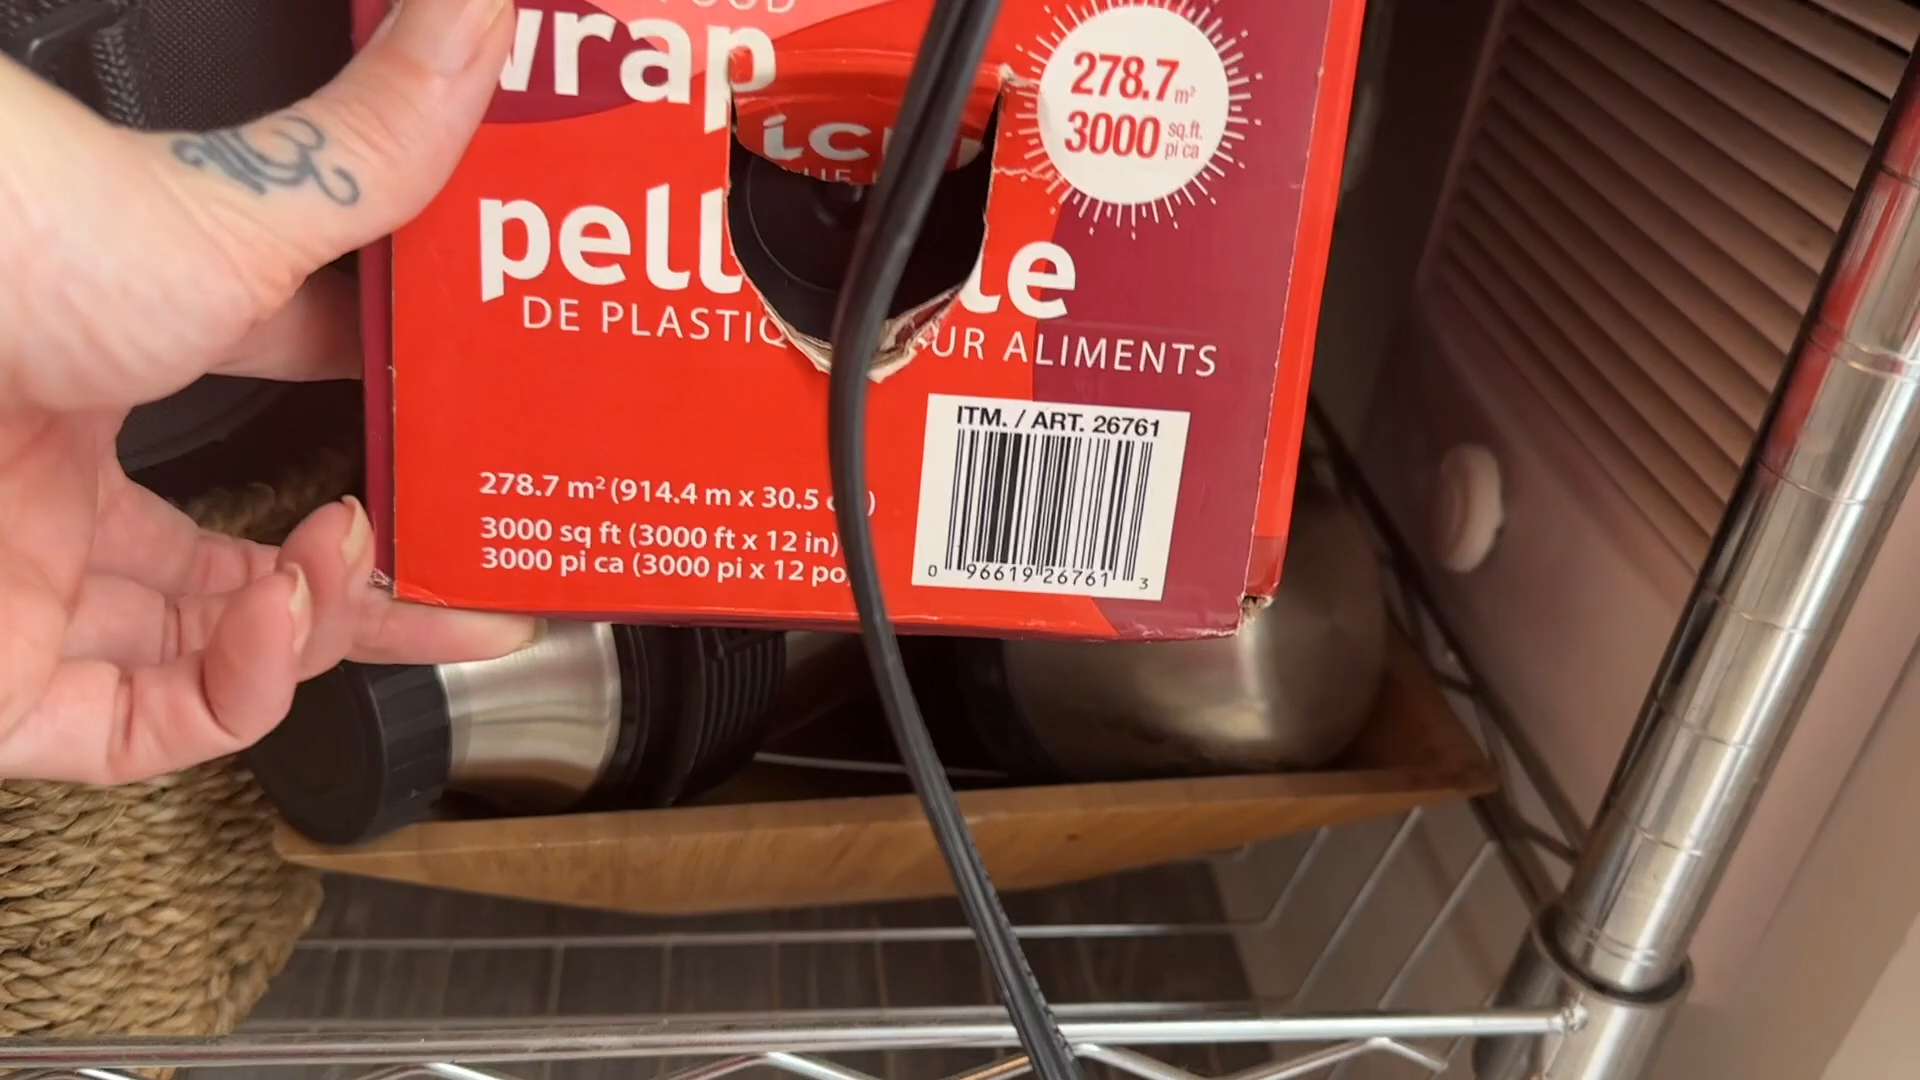 wrap
278.7 m²
3000 sq.ft.
pi ca
DE PLASTIQ UR ALIMENTS
ITM. / ART. 26761
278.7 m² (914.4 m x 30.5
3000 sq ft (3000 ft x 12 in)
3000 pi ca (3000 pi x 12 po
0 96619 26761 3